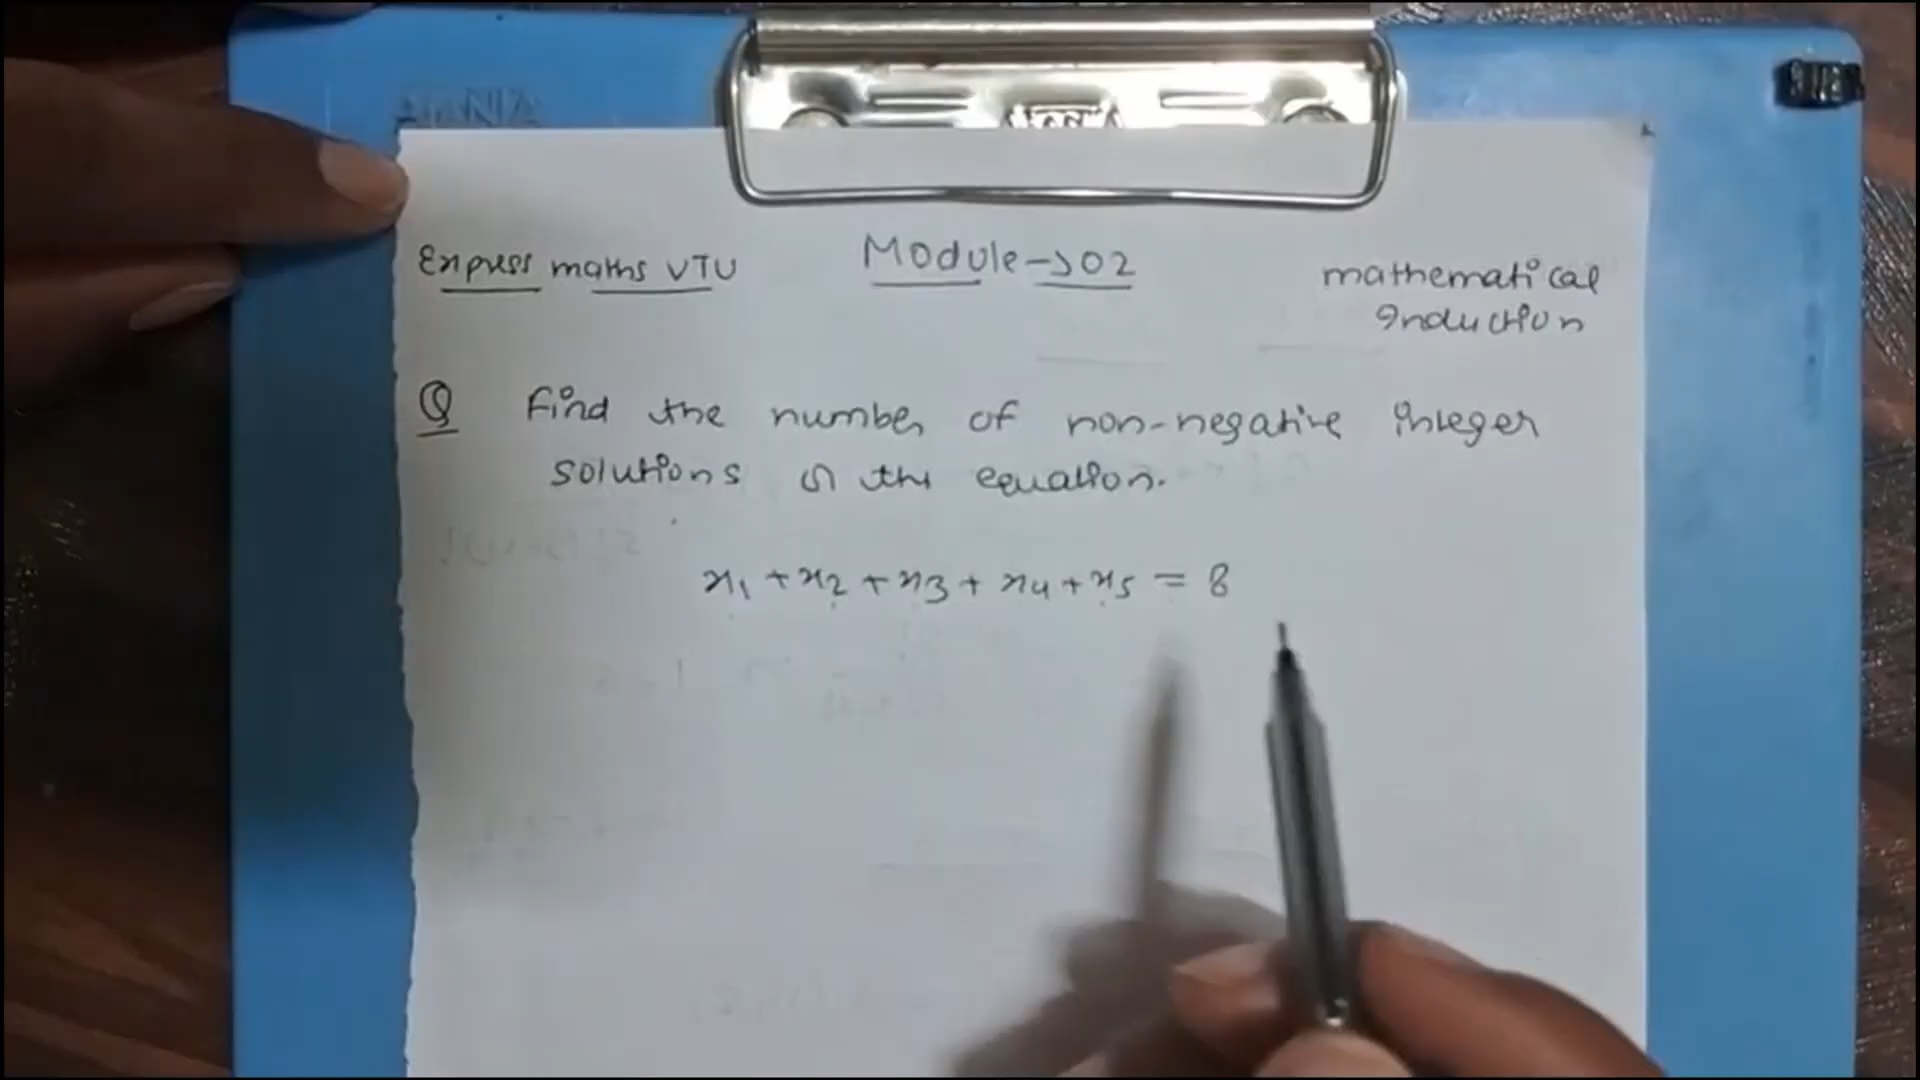 Express maths VTU
Module-102
mathematical
Induction
Q Find the number of non-negative integer
solutions of the equation.
x₁ + x₂ + x₃ + x₄ + x₅ = 8